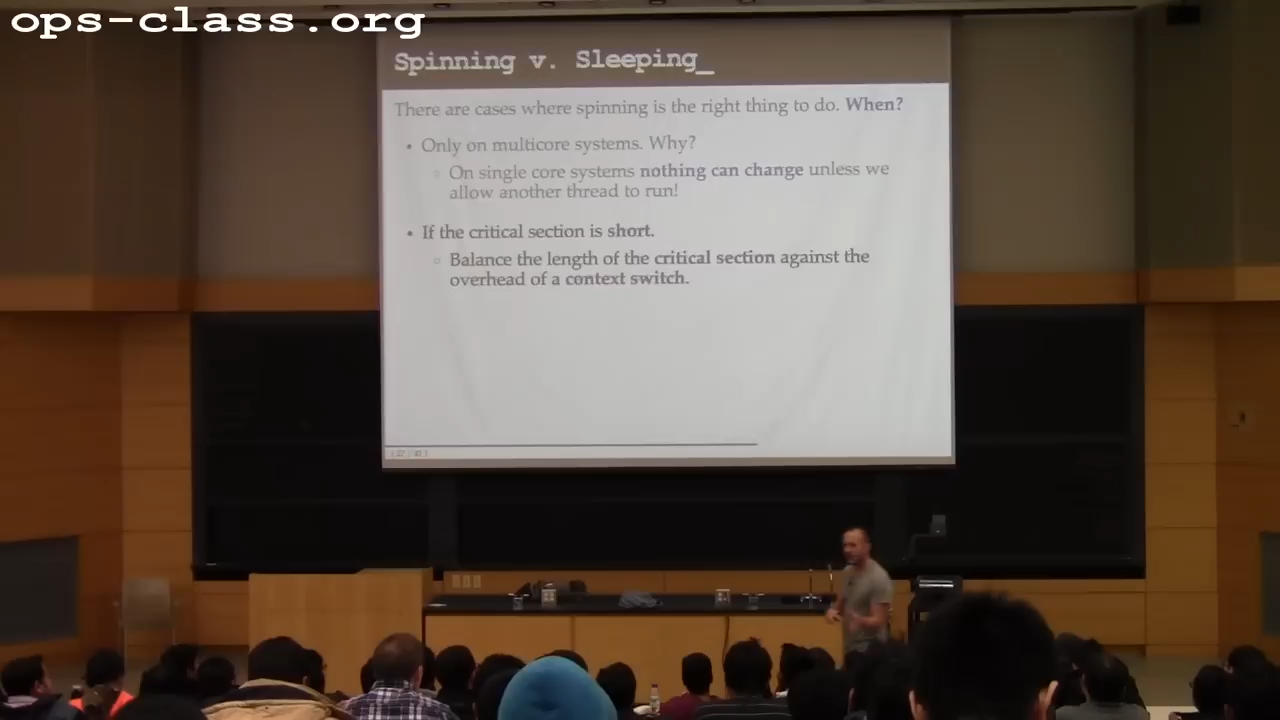 ops-class.org
Spinning v. Sleeping_
There are cases where spinning is the right thing to do. When?
• Only on multicore systems. Why?
○ On single core systems nothing can change unless we
allow another thread to run!
• If the critical section is short.
○ Balance the length of the critical section against the
overhead of a context switch.